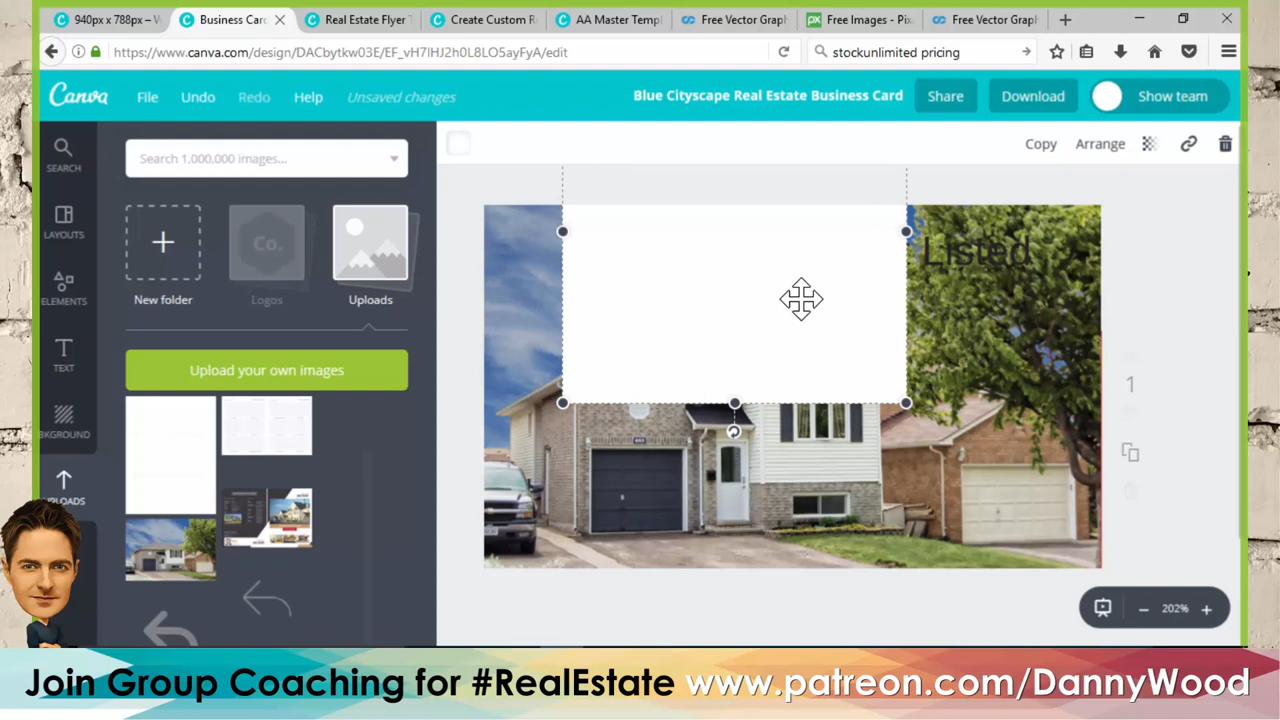 940px x 788px – V
Business Car
Real Estate Flyer T
Create Custom R
AA Master Templ
Free Vector Graph
Free Images - Pix
Free Vector Graph
https://www.canva.com/design/DACbytkw03E/EF_vH7lHJ2h0L8LO5ayFyA/edit
stockunlimited pricing
Canva
File
Undo
Redo
Help
Unsaved changes
Blue Cityscape Real Estate Business Card
Share
Download
Show team
SEARCH
LAYOUTS
ELEMENTS
TEXT
BKGROUND
UPLOADS
Search 1,000,000 images...
Co.
New folder
Logos
Uploads
Upload your own images
Copy
Arrange
Listed
1
202%
Join Group Coaching for #RealEstate www.patreon.com/DannyWood